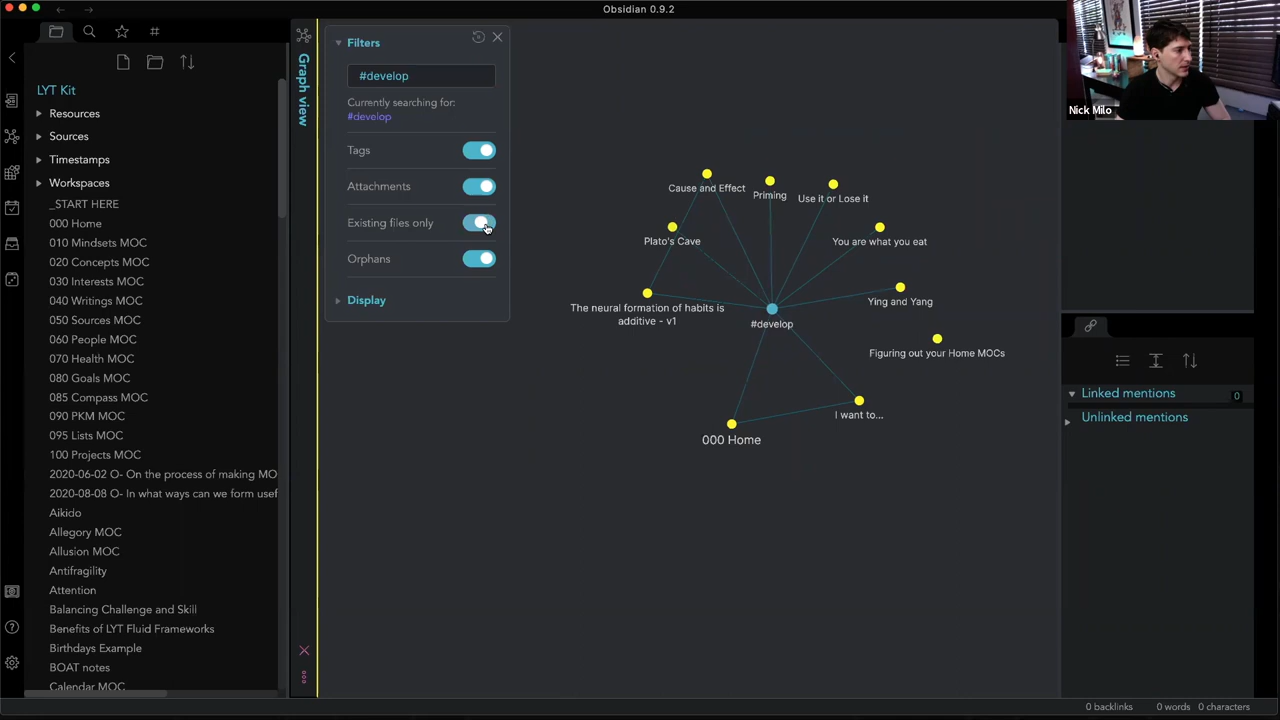 Obsidian 0.9.2
LYT Kit
Resources
Sources
Timestamps
Workspaces
_START HERE
000 Home
010 Mindsets MOC
020 Concepts MOC
030 Interests MOC
040 Writings MOC
050 Sources MOC
060 People MOC
070 Health MOC
080 Goals MOC
085 Compass MOC
090 PKM MOC
095 Lists MOC
100 Projects MOC
2020-06-02 O- On the process of making MO
2020-08-08 O- In what ways can we form usef
Aikido
Allegory MOC
Allusion MOC
Antifragility
Attention
Balancing Challenge and Skill
Benefits of LYT Fluid Frameworks
Birthdays Example
BOAT notes
Calendar MOC
Graph view
Filters
#develop
Currently searching for:
#develop
Tags
Attachments
Existing files only
Orphans
Display
Cause and Effect
Priming
Use it or Lose it
Plato's Cave
You are what you eat
The neural formation of habits is
additive - v1
#develop
Ying and Yang
Figuring out your Home MOCs
I want to...
000 Home
Nick Milo
Linked mentions
0
Unlinked mentions
0 backlinks
0 words
0 characters